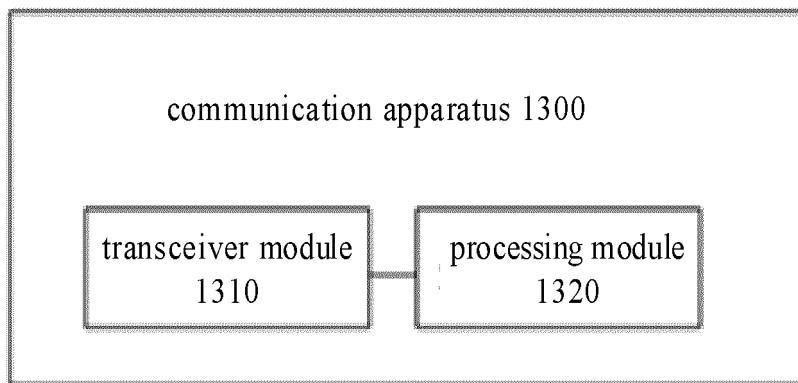 communication apparatus 1300
transceiver module
1310
processing module
1320